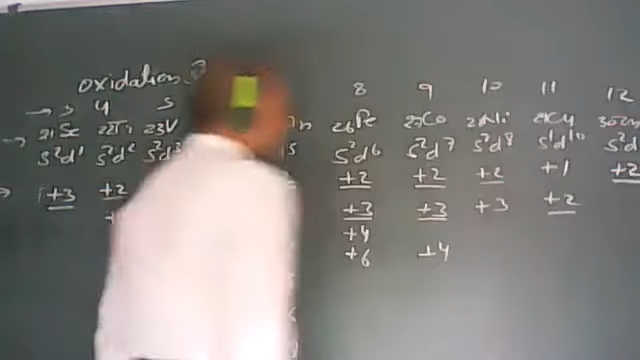 oxidation
→ 3 4 5 8 9 10 11 12
→ 21Sc 22Ti 23V 26Fe 27Co 28Ni 29Cu 30Zn
s²d¹ s²d² s²d³ s²d⁶ s²d⁷ s²d⁸ s¹d¹⁰ s²d
→ +3 +2 +2 +2 +2 +1 +2
+3 +3 +3 +2
+4
+6 +4